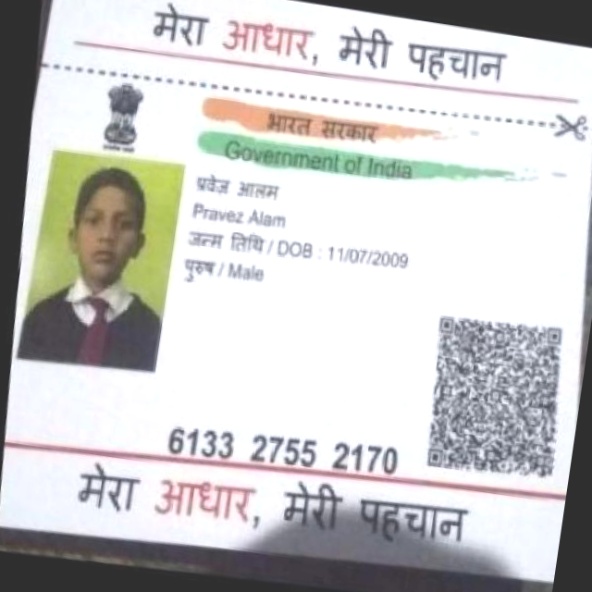 मेरा आधार, मेरी पहचान
भारत सरकार
Government of India
प्रवेज़ आलम
Pravez Alam
जन्म तिथि / DOB : 11/07/2009
पुरुष / Male
6133 2755 2170
मेरा आधार, मेरी पहचान